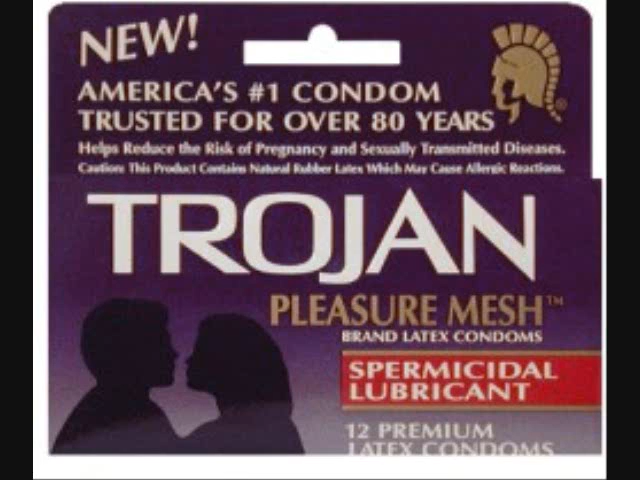 NEW!
AMERICA'S #1 CONDOM
TRUSTED FOR OVER 80 YEARS
Helps Reduce the Risk of Pregnancy and Sexually Transmitted Diseases.
Caution: This Product Contains Natural Rubber Latex Which May Cause Allergic Reactions.
TROJAN
PLEASURE MESH™
BRAND LATEX CONDOMS
SPERMICIDAL
LUBRICANT
12 PREMIUM
LATEX CONDOMS